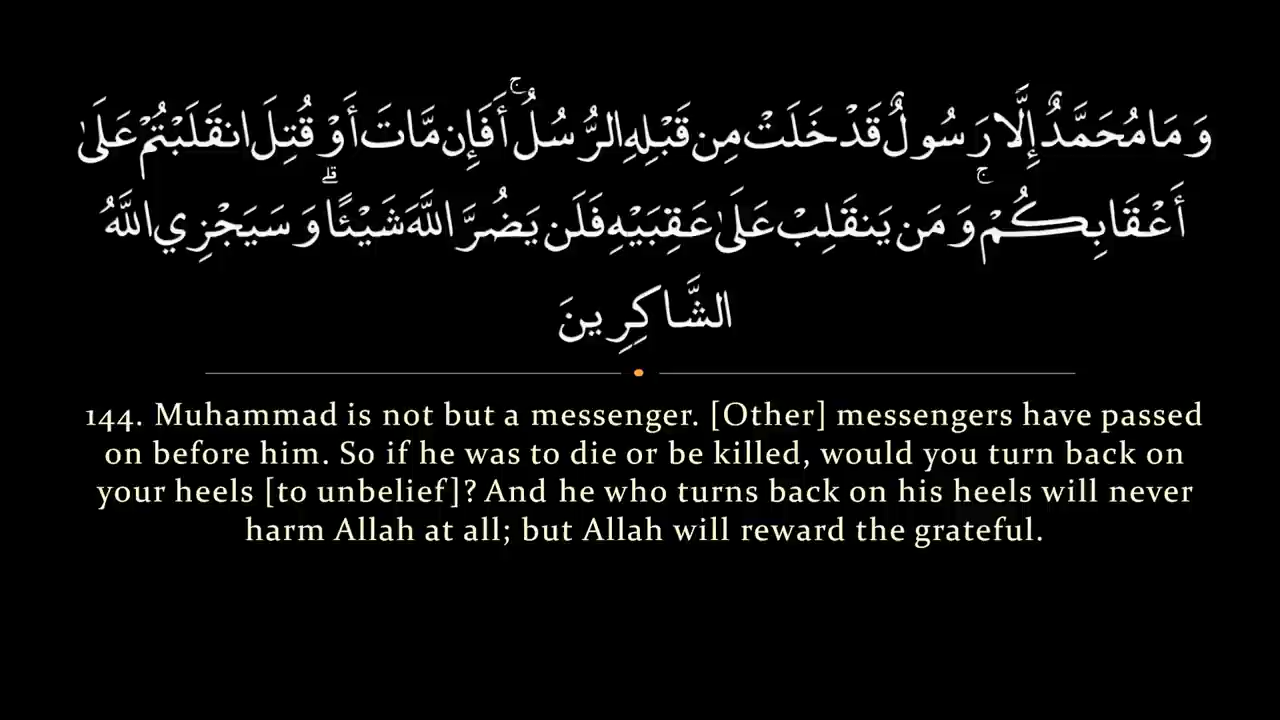 وَمَا مُحَمَّدٌ إِلَّا رَسُولٌ قَدْ خَلَتْ مِن قَبْلِهِ الرُّسُلُ ۚ أَفَإِن مَّاتَ أَوْ قُتِلَ انقَلَبْتُمْ عَلَىٰ
أَعْقَابِكُمْ ۚ وَمَن يَنقَلِبْ عَلَىٰ عَقِبَيْهِ فَلَن يَضُرَّ اللَّهَ شَيْئًا ۗ وَسَيَجْزِي اللَّهُ
الشَّاكِرِينَ
144. Muhammad is not but a messenger. [Other] messengers have passed
on before him. So if he was to die or be killed, would you turn back on
your heels [to unbelief]? And he who turns back on his heels will never
harm Allah at all; but Allah will reward the grateful.